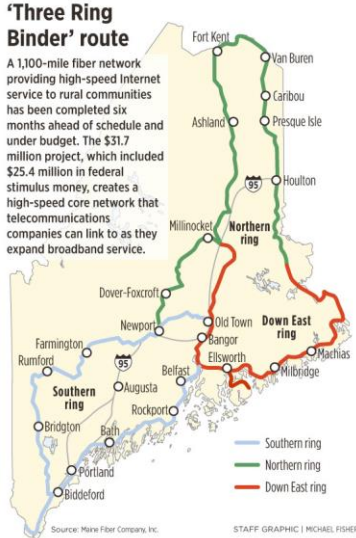 ‘Three Ring
Binder’ route
A 1,100-mile fiber network
providing high-speed Internet
service to rural communities
has been completed six
months ahead of schedule and
under budget. The $31.7
million project, which included
$25.4 million in federal
stimulus money, creates a
high-speed core network that
telecommunications
companies can link to as they
expand broadband service.
Fort Kent
Van Buren
Caribou
Ashland
Presque Isle
95
Houlton
Millinocket
Northern
ring
Dover-Foxcroft
Newport
Old Town
Down East
ring
Bangor
Farmington
Ellsworth
Machias
Rumford
95
Belfast
Milbridge
Southern
ring
Augusta
Rockport
Bridgton
Bath
Portland
Biddeford
Southern ring
Northern ring
Down East ring
Source: Maine Fiber Company, Inc.
STAFF GRAPHIC | MICHAEL FISHER